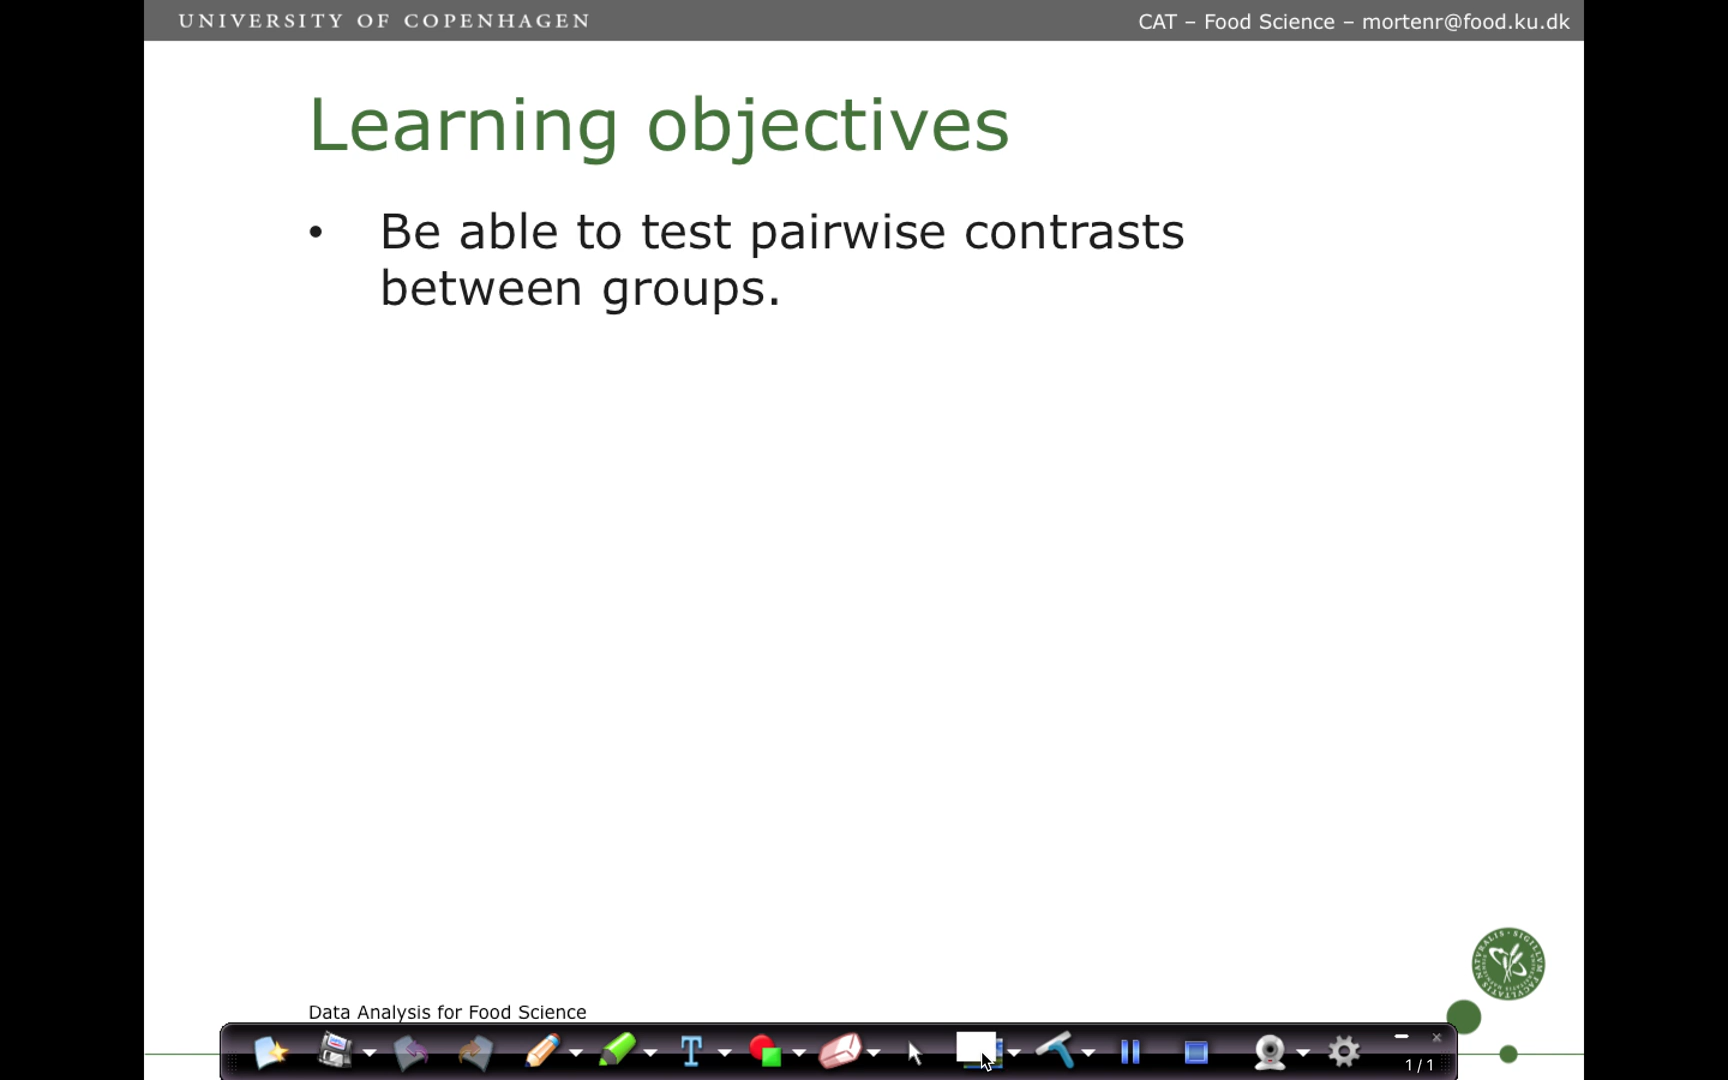 UNIVERSITY OF COPENHAGEN
CAT – Food Science – mortenr@food.ku.dk
Learning objectives
• Be able to test pairwise contrasts
between groups.
Data Analysis for Food Science
T
1 / 1